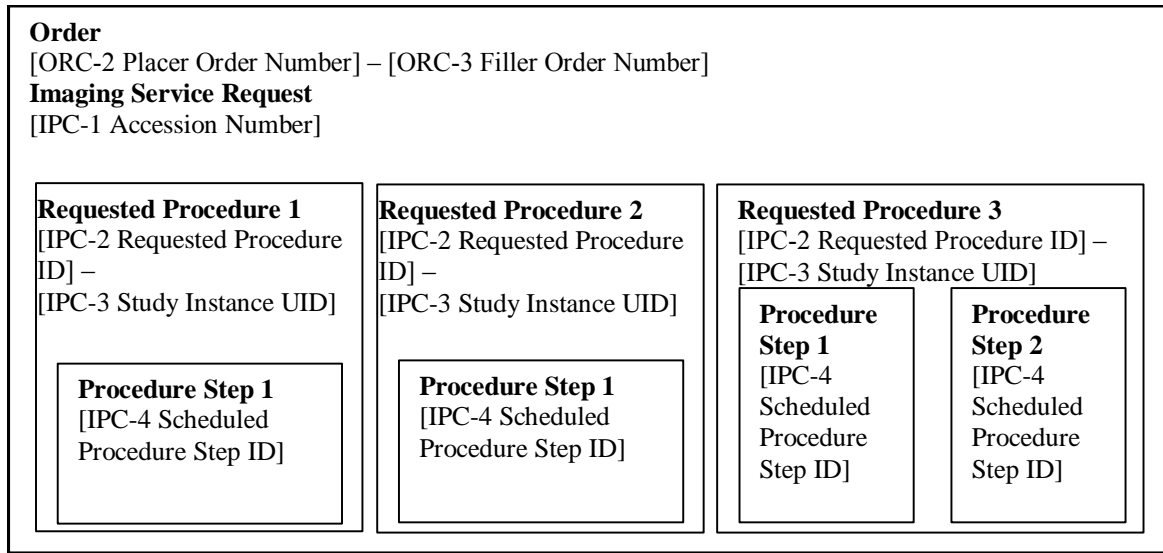 Order
[ORC-2 Placer Order Number] – [ORC-3 Filler Order Number]
Imaging Service Request
[IPC-1 Accession Number]
Requested Procedure 1
[IPC-2 Requested Procedure
ID] –
[IPC-3 Study Instance UID]
Procedure Step 1
[IPC-4 Scheduled
Procedure Step ID]
Requested Procedure 2
[IPC-2 Requested Procedure
ID] –
[IPC-3 Study Instance UID]
Procedure Step 1
[IPC-4 Scheduled
Procedure Step ID]
Requested Procedure 3
[IPC-2 Requested Procedure ID] –
[IPC-3 Study Instance UID]
Procedure
Step 1
[IPC-4
Scheduled
Procedure
Step ID]
Procedure
Step 2
[IPC-4
Scheduled
Procedure
Step ID]